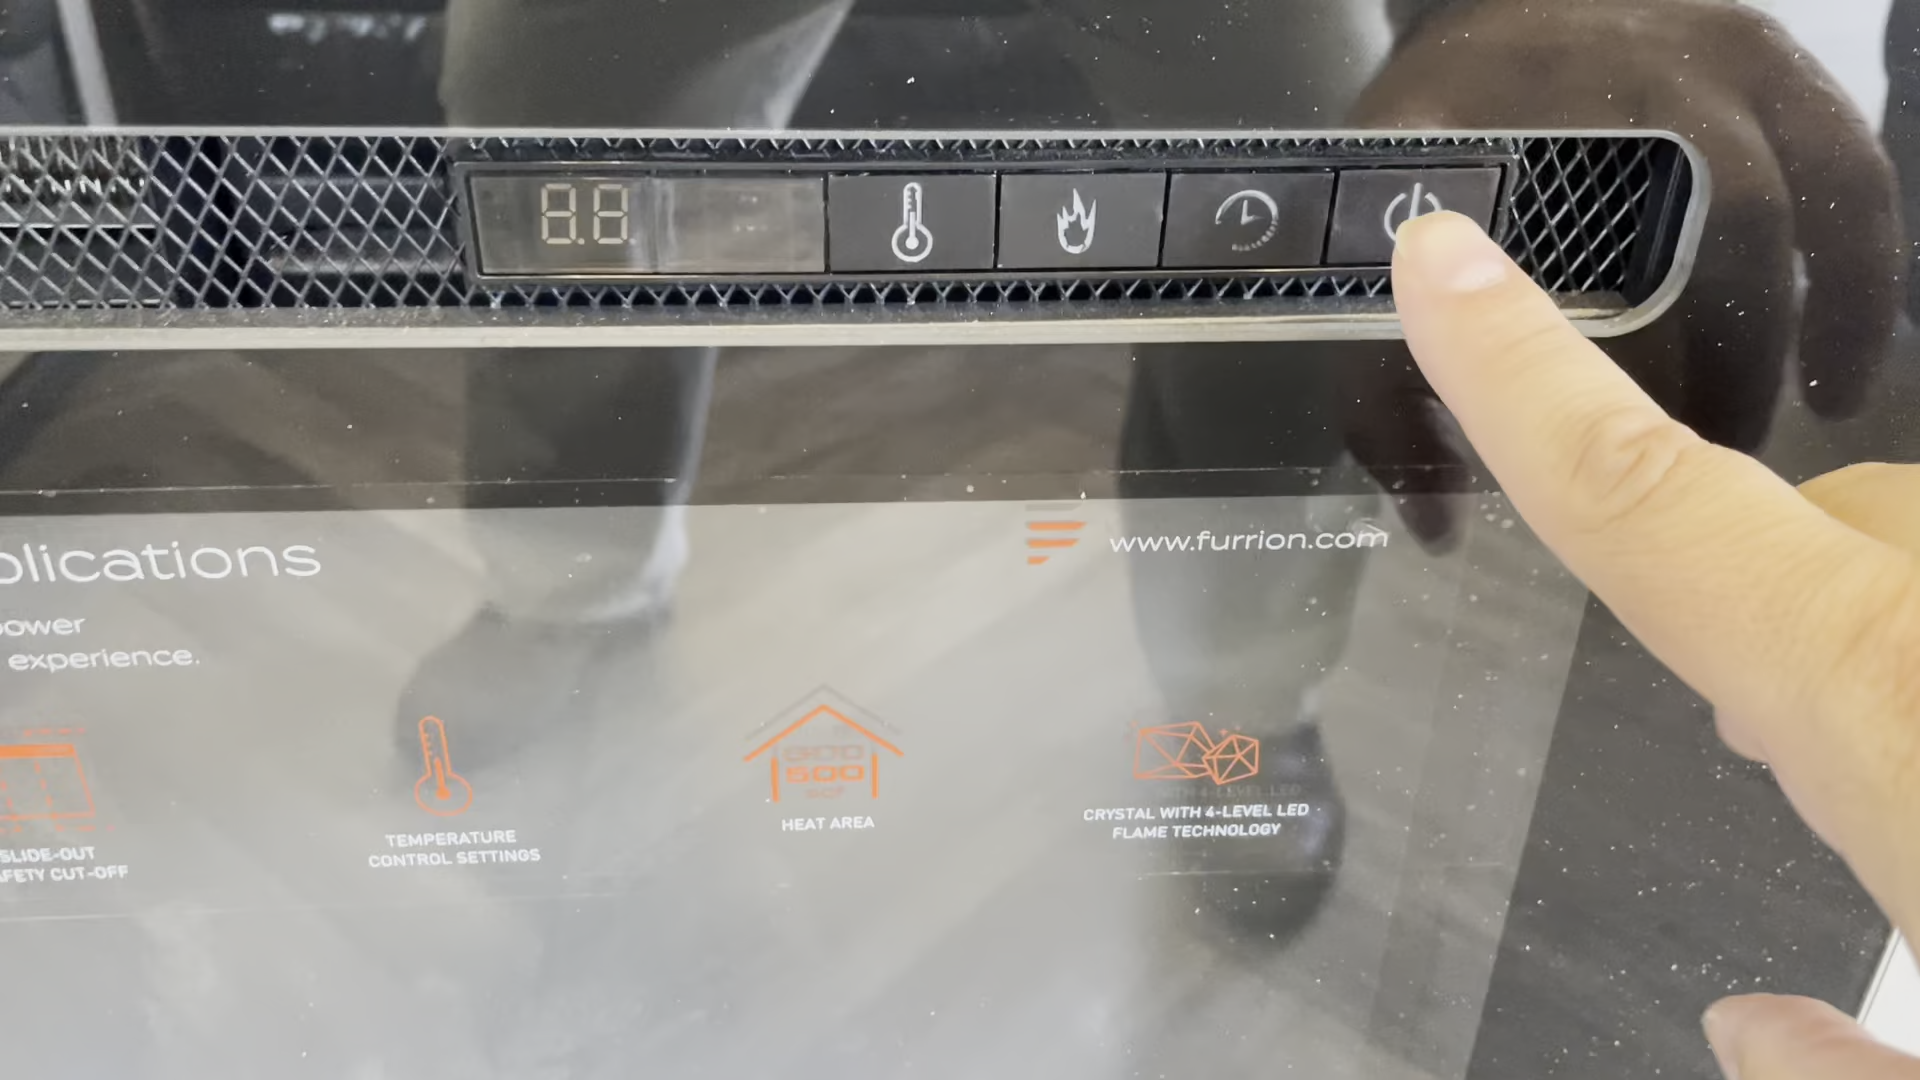 8.8.
plications
www.furrion.com
power
experience.
500
SLIDE-OUT
AFETY CUT-OFF
TEMPERATURE
CONTROL SETTINGS
HEAT AREA
CRYSTAL WITH 4-LEVEL LED
FLAME TECHNOLOGY